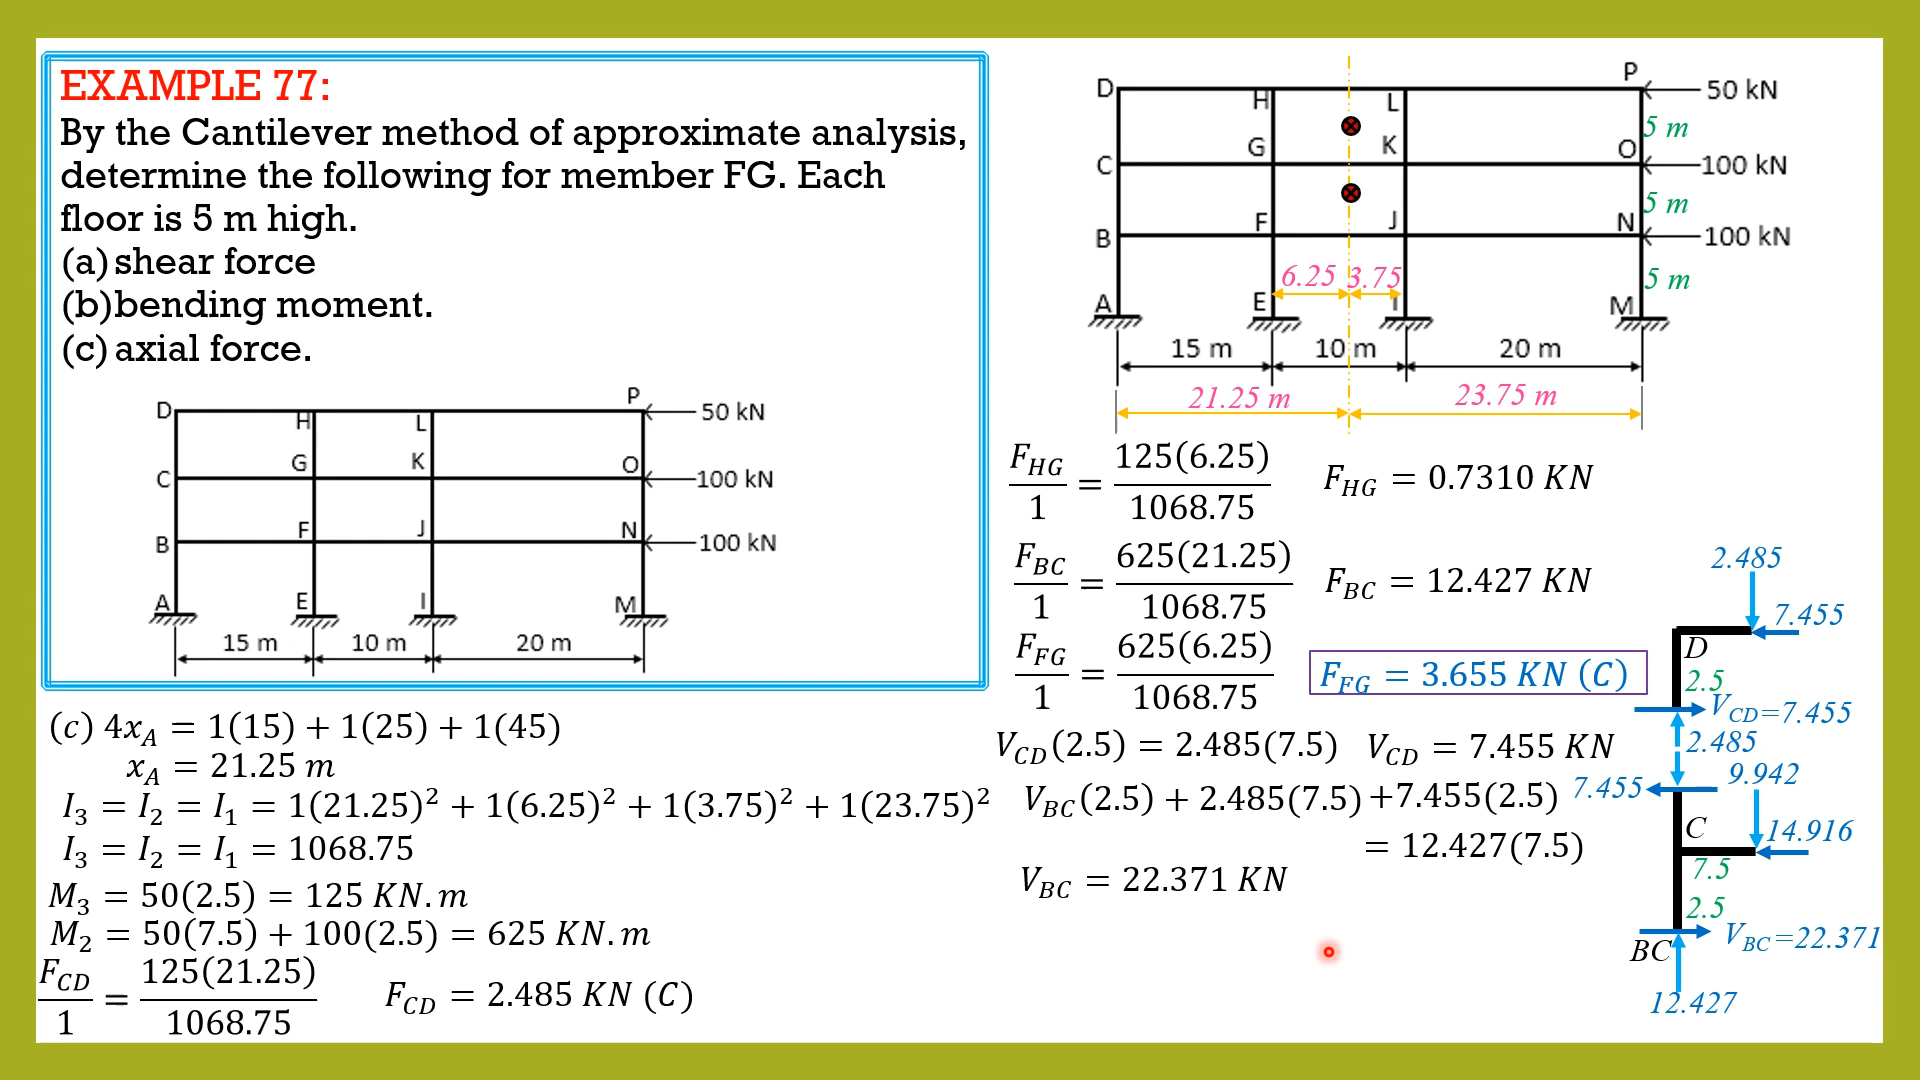 EXAMPLE 77:
By the Cantilever method of approximate analysis,
determine the following for member FG. Each
floor is 5 m high.
(a) shear force
(b) bending moment.
(c) axial force.
D H L P 50 kN
C G K O 100 kN
B F J N 100 kN
A E I M
15 m 10 m 20 m
(c) 4x_A = 1(15) + 1(25) + 1(45)
x_A = 21.25 m
I_3 = I_2 = I_1 = 1(21.25)² + 1(6.25)² + 1(3.75)² + 1(23.75)²
I_3 = I_2 = I_1 = 1068.75
M_3 = 50(2.5) = 125 KN.m
M_2 = 50(7.5) + 100(2.5) = 625 KN.m
F_CD/1 = 125(21.25)/1068.75 F_CD = 2.485 KN (C)
D H L P 50 kN
5 m
C G K O 100 kN
5 m
B F J N 100 kN
6.25 3.75 5 m
A E I M
15 m 10 m 20 m
21.25 m 23.75 m
F_HG/1 = 125(6.25)/1068.75 F_HG = 0.7310 KN
F_BC/1 = 625(21.25)/1068.75 F_BC = 12.427 KN
F_FG/1 = 625(6.25)/1068.75 F_FG = 3.655 KN (C)
V_CD(2.5) = 2.485(7.5) V_CD = 7.455 KN
V_BC(2.5) + 2.485(7.5) +7.455(2.5)
= 12.427(7.5)
V_BC = 22.371 KN
2.485
7.455
D
2.5
V_CD=7.455
2.485
7.455 9.942
C 14.916
7.5
2.5
BC V_BC=22.371
12.427